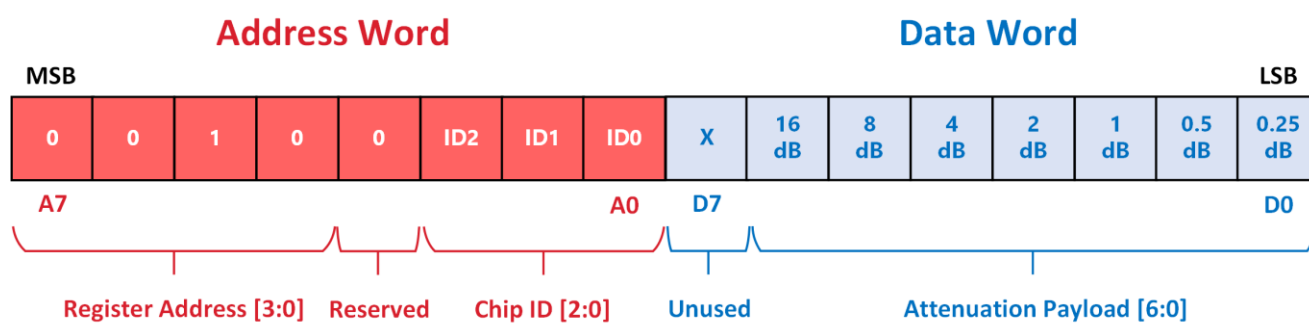 Address Word Data Word
MSB LSB
0 0 1 0 0 ID2 ID1 ID0 X 16 dB 8 dB 4 dB 2 dB 1 dB 0.5 dB 0.25 dB
A7 A0 D7 D0
Register Address [3:0] Reserved Chip ID [2:0] Unused Attenuation Payload [6:0]